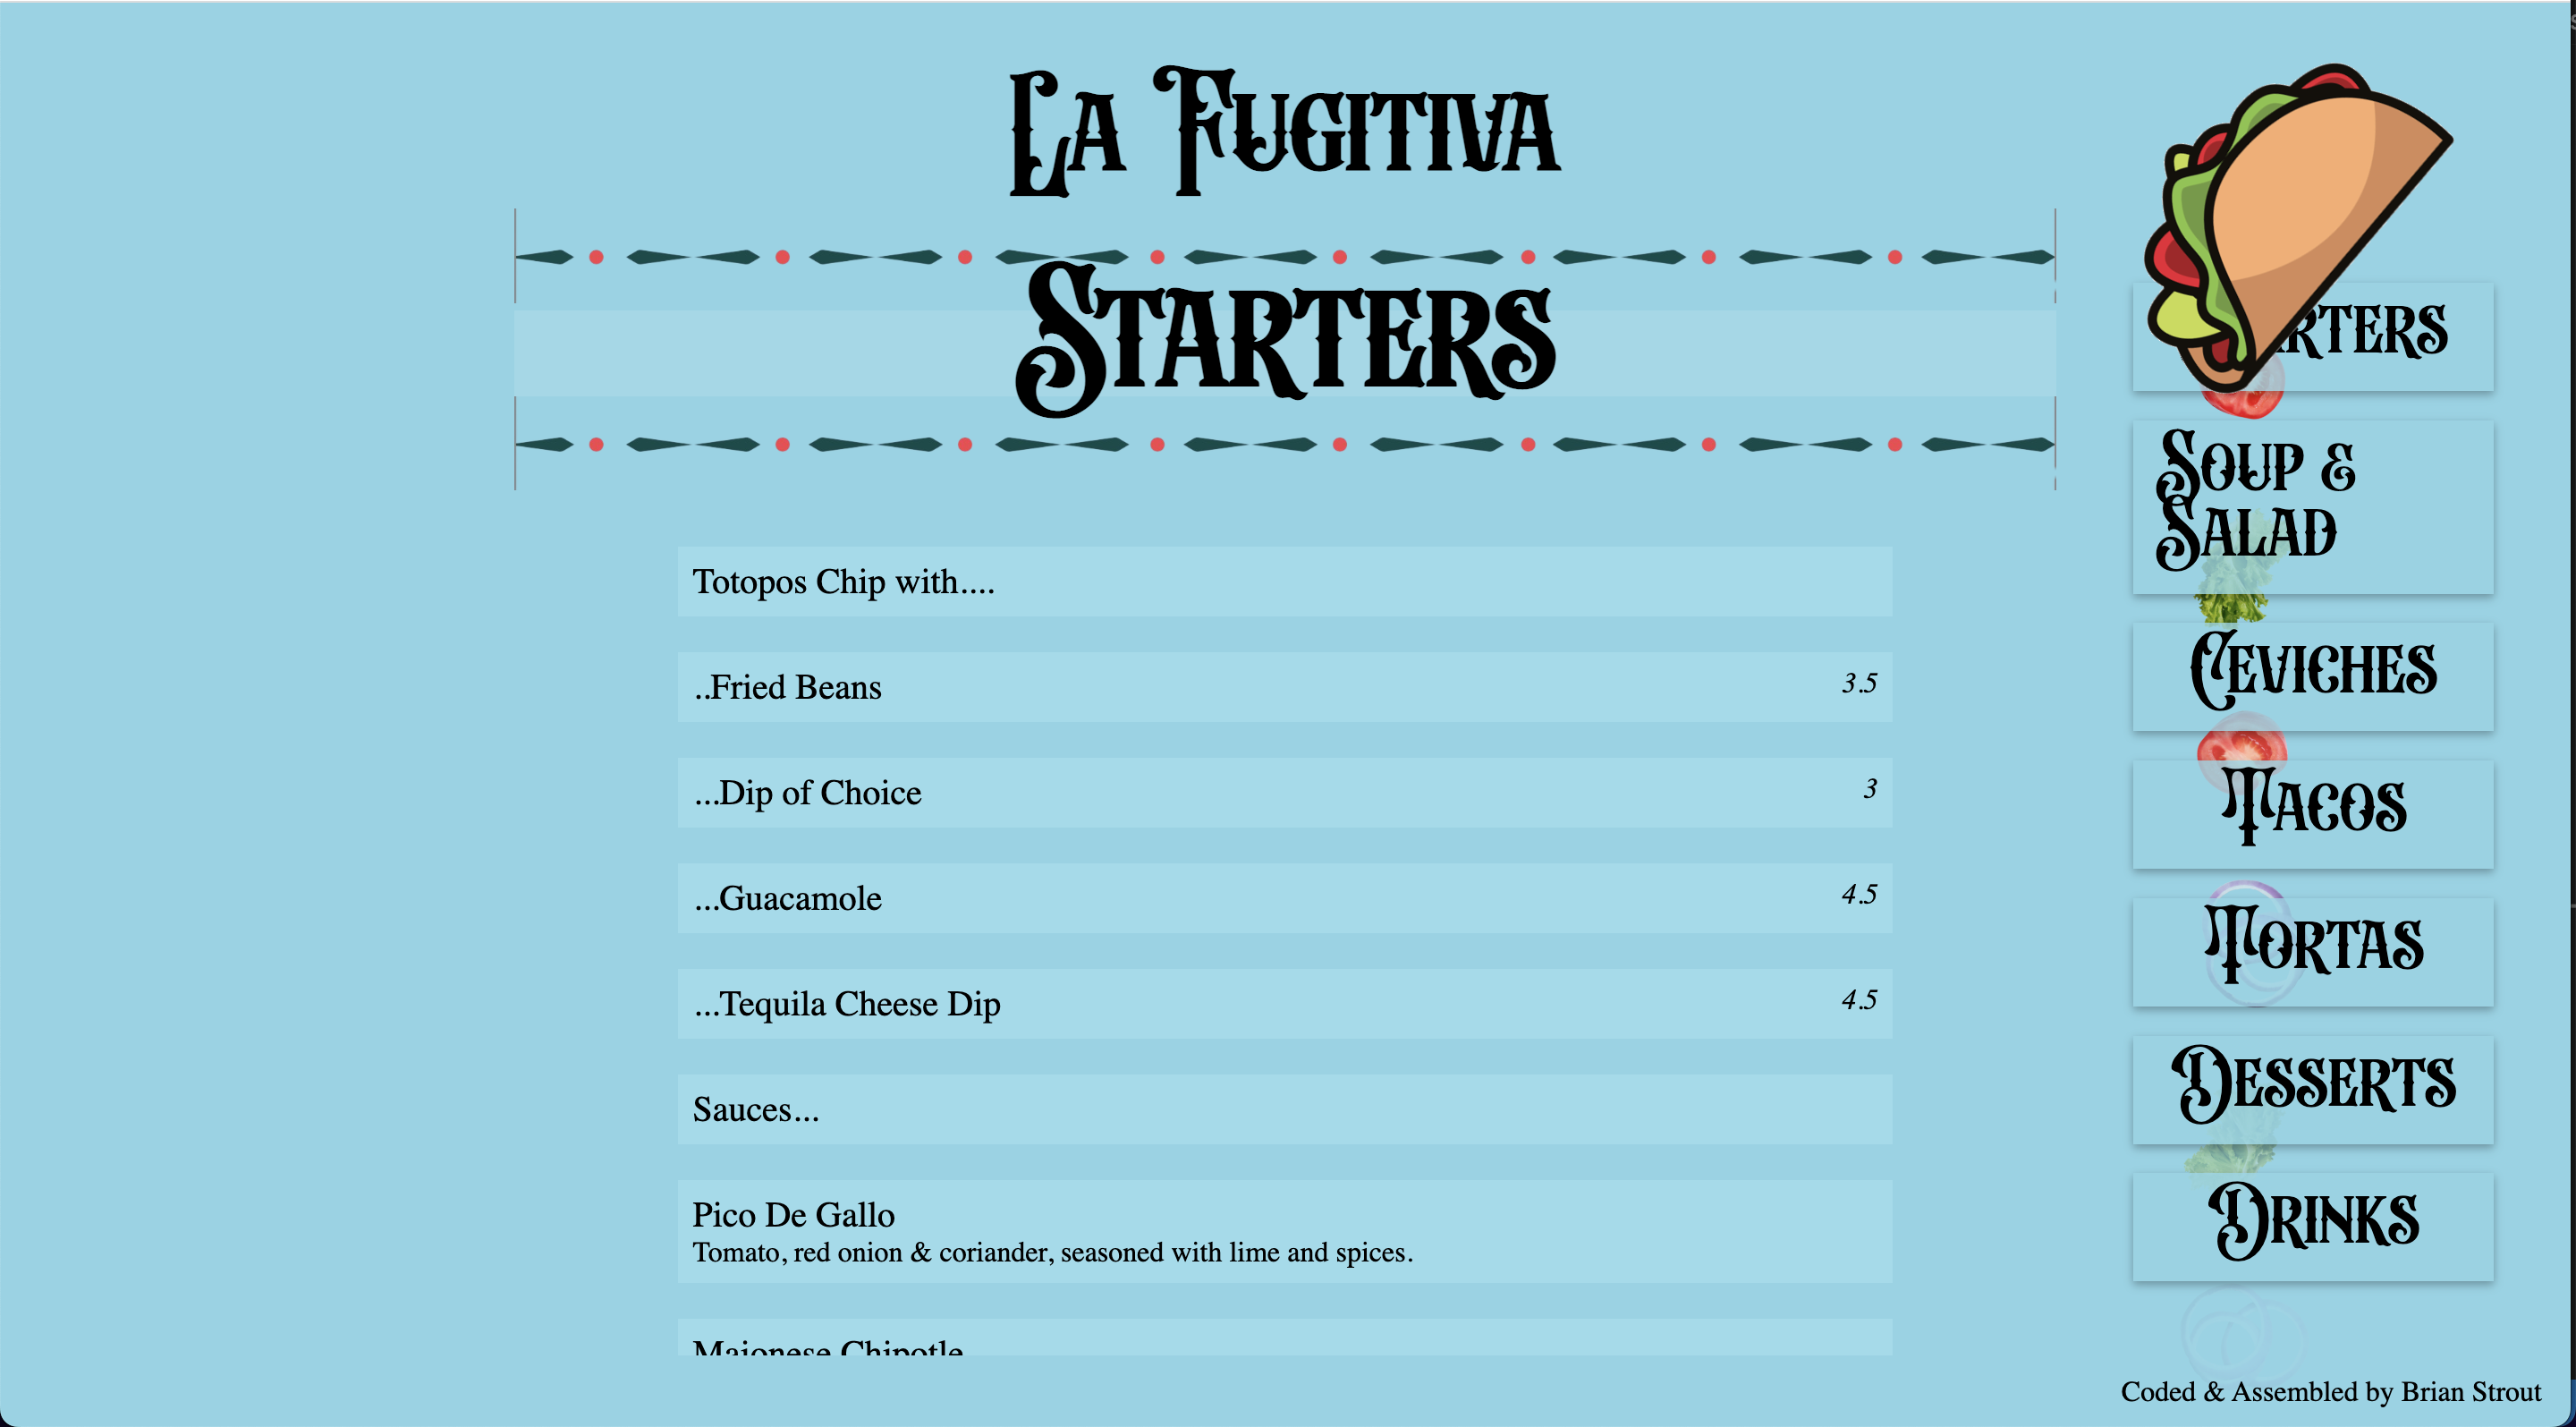 La Fugitiva
Starters
Totopos Chip with....
..Fried Beans 3.5
...Dip of Choice 3
...Guacamole 4.5
...Tequila Cheese Dip 4.5
Sauces...
Pico De Gallo
Tomato, red onion & coriander, seasoned with lime and spices.
Majonese Chipotle
rters
Soup &
Salad
Ceviches
Tacos
Tortas
Desserts
Drinks
Coded & Assembled by Brian Strout